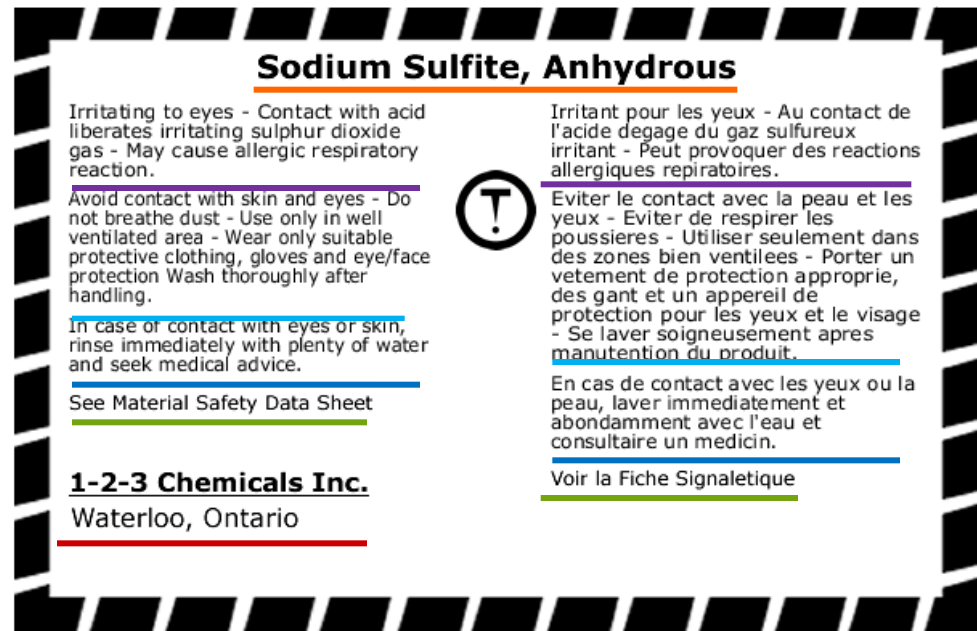 Sodium Sulfite, Anhydrous
Irritating to eyes - Contact with acid
liberates irritating sulphur dioxide
gas - May cause allergic respiratory
reaction.
Avoid contact with skin and eyes - Do
not breathe dust - Use only in well
ventilated area - Wear only suitable
protective clothing, gloves and eye/face
protection Wash thoroughly after
handling.
In case of contact with eyes or skin,
rinse immediately with plenty of water
and seek medical advice.
See Material Safety Data Sheet
1-2-3 Chemicals Inc.
Waterloo, Ontario
Irritant pour les yeux - Au contact de
l'acide degage du gaz sulfureux
irritant - Peut provoquer des reactions
allergiques repiratoires.
Eviter le contact avec la peau et les
yeux - Eviter de respirer les
poussieres - Utiliser seulement dans
des zones bien ventilees - Porter un
vetement de protection approprie,
des gant et un appereil de
protection pour les yeux et le visage
- Se laver soigneusement apres
manutention du produit.
En cas de contact avec les yeux ou la
peau, laver immediatement et
abondamment avec l'eau et
consultaire un medicin.
Voir la Fiche Signaletique